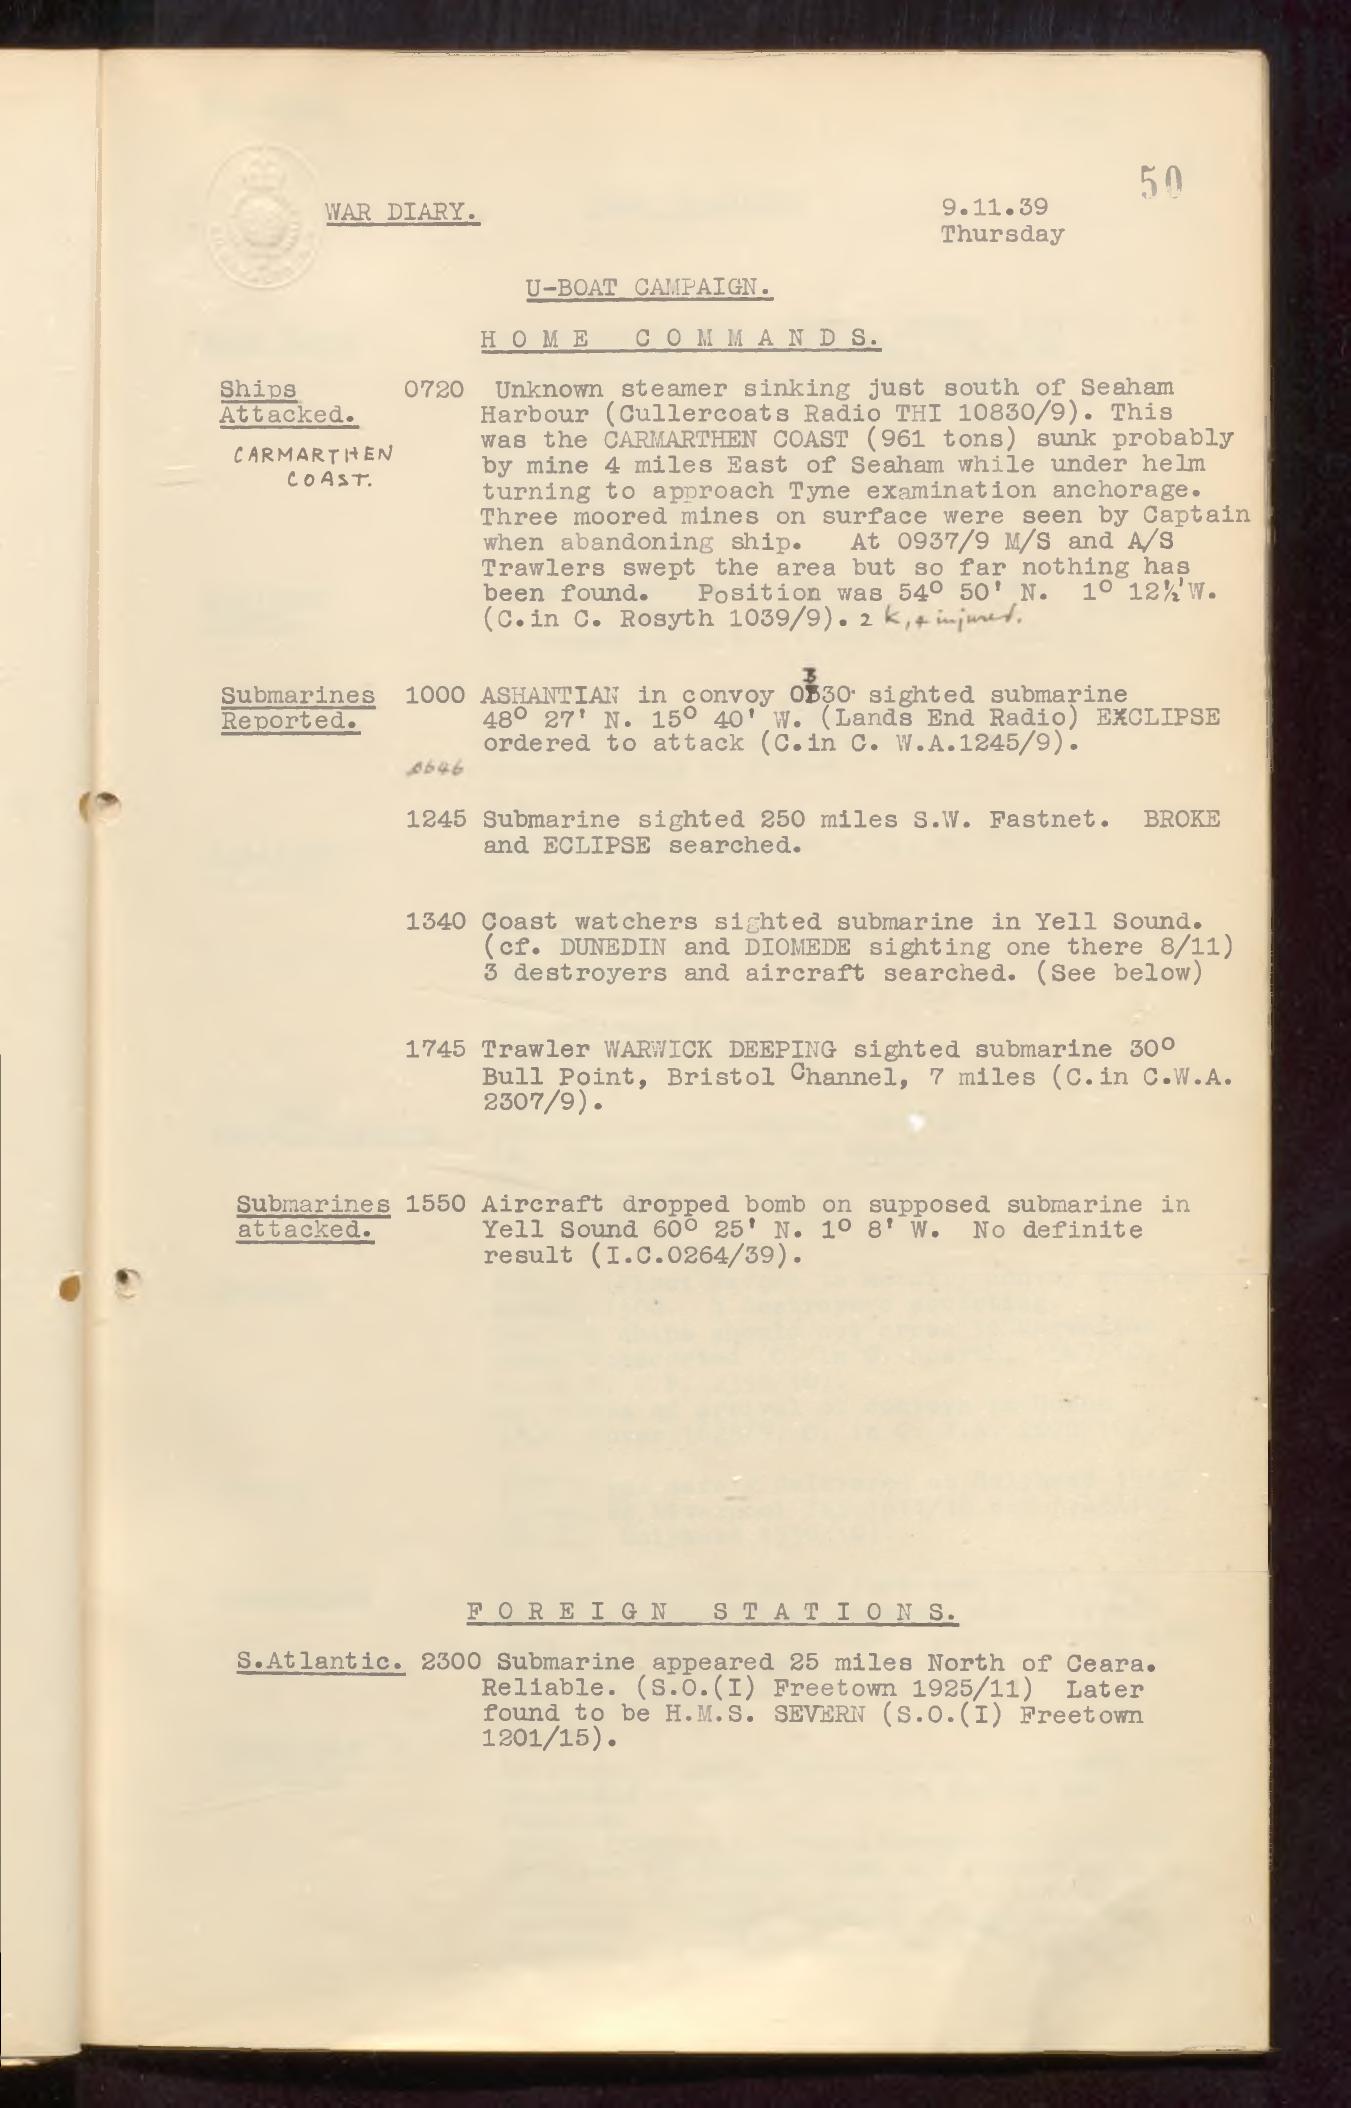 50
WAR DIARY.
9.11.39
Thursday
U-BOAT CAMPAIGN.
HOME COMMANDS.
Ships 0720 Unknown steamer sinking just south of Seaham
Attacked. Harbour (Cullercoats Radio THI 10830/9). This
was the CARMARTHEN COAST (961 tons) sunk probably
CARMARTHEN
COAST.
by mine 4 miles East of Seaham while under helm
turning to approach Tyne examination anchorage.
Three moored mines on surface were seen by Captain
when abandoning ship. At 0937/9 M/S and A/S
Trawlers swept the area but so far nothing has
been found. Position was 54° 50' N. 1° 12½' W.
(C.in C. Rosyth 1039/9). 2 K, 4 injured.
Submarines 1000 ASHANTIAN in convoy OB30 sighted submarine
Reported. 48° 27' N. 15° 40' W. (Lands End Radio) EXCLIPSE
ordered to attack (C.in C. W.A.1245/9).
0646
1245 Submarine sighted 250 miles S.W. Fastnet. BROKE
and ECLIPSE searched.
1340 Coast watchers sighted submarine in Yell Sound.
(cf. DUNEDIN and DIOMEDE sighting one there 8/11)
3 destroyers and aircraft searched. (See below)
1745 Trawler WARWICK DEEPING sighted submarine 30°
Bull Point, Bristol Channel, 7 miles (C.in C.W.A.
2307/9).
Submarines 1550 Aircraft dropped bomb on supposed submarine in
attacked. Yell Sound 60° 25' N. 1° 8' W. No definite
result (I.C.0264/39).
FOREIGN STATIONS.
S.Atlantic. 2300 Submarine appeared 25 miles North of Ceara.
Reliable. (S.O.(I) Freetown 1925/11) Later
found to be H.M.S. SEVERN (S.O.(I) Freetown
1201/15).